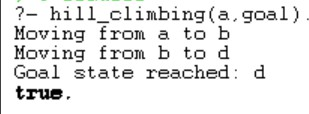 ?- hill_climbing(a,goal).
Moving from a to b
Moving from b to d
Goal state reached: d
true.